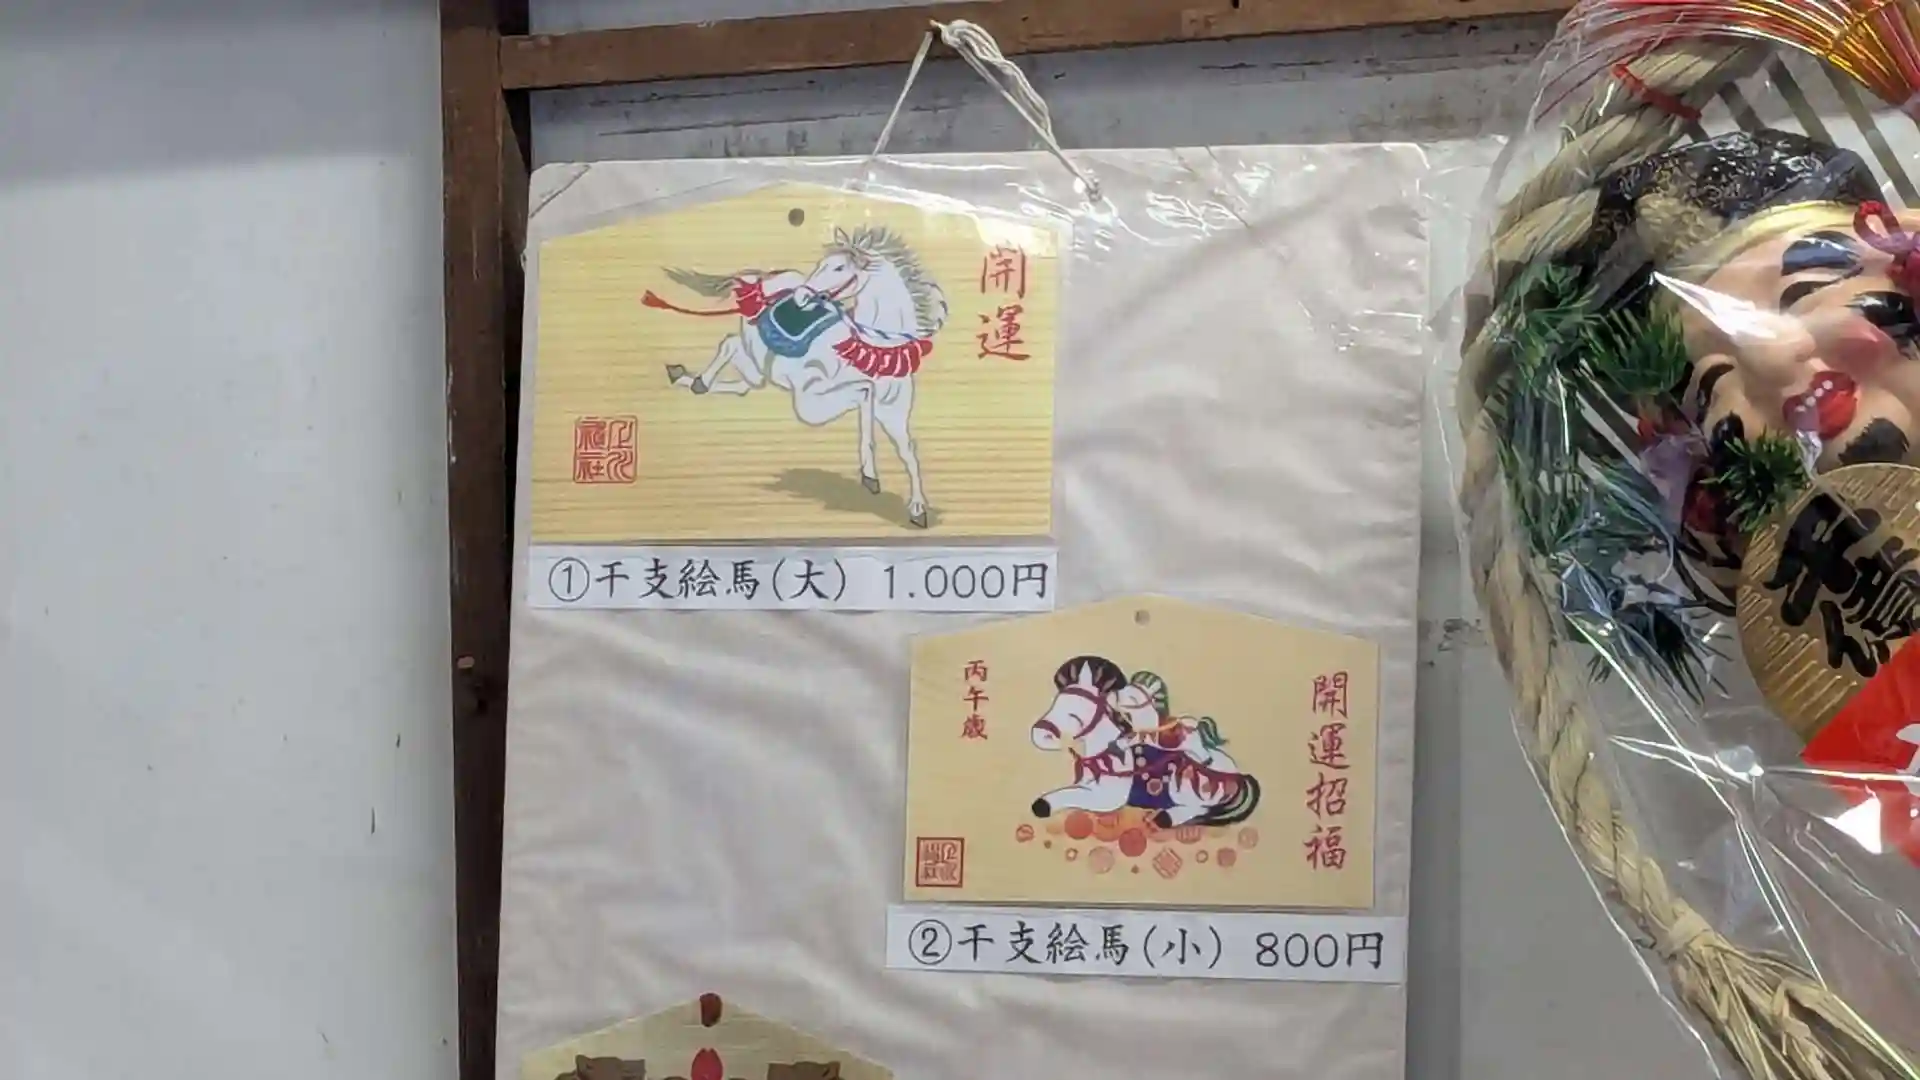 開運
①干支絵馬(大) 1.000円
丙午歳
開運招福
②干支絵馬(小) 800円